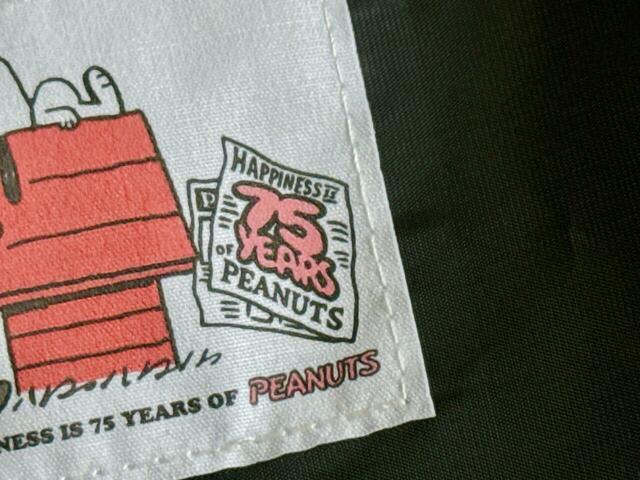 HAPPINESS IS
75
YEARS
OF
PEANUTS
NESS IS 75 YEARS OF PEANUTS